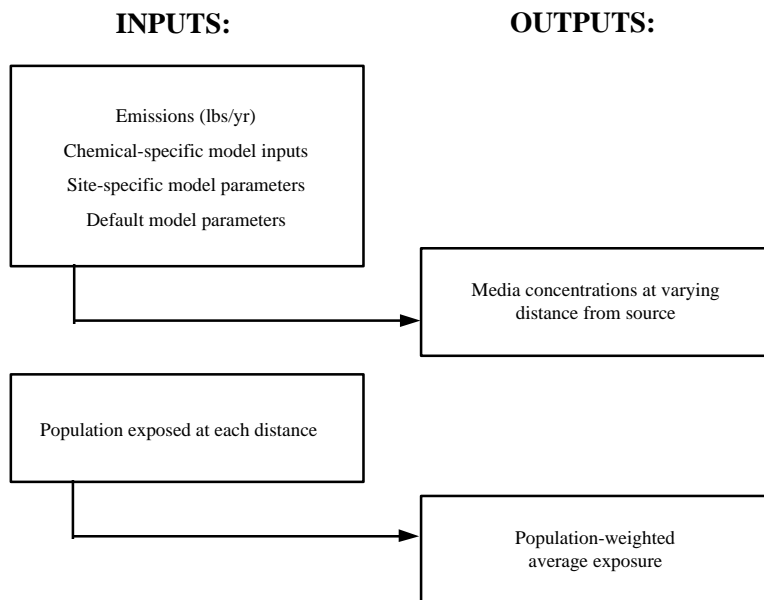 INPUTS:
OUTPUTS:
Emissions (lbs/yr)
Chemical-specific model inputs
Site-specific model parameters
Default model parameters
Media concentrations at varying
distance from source
Population exposed at each distance
Population-weighted
average exposure